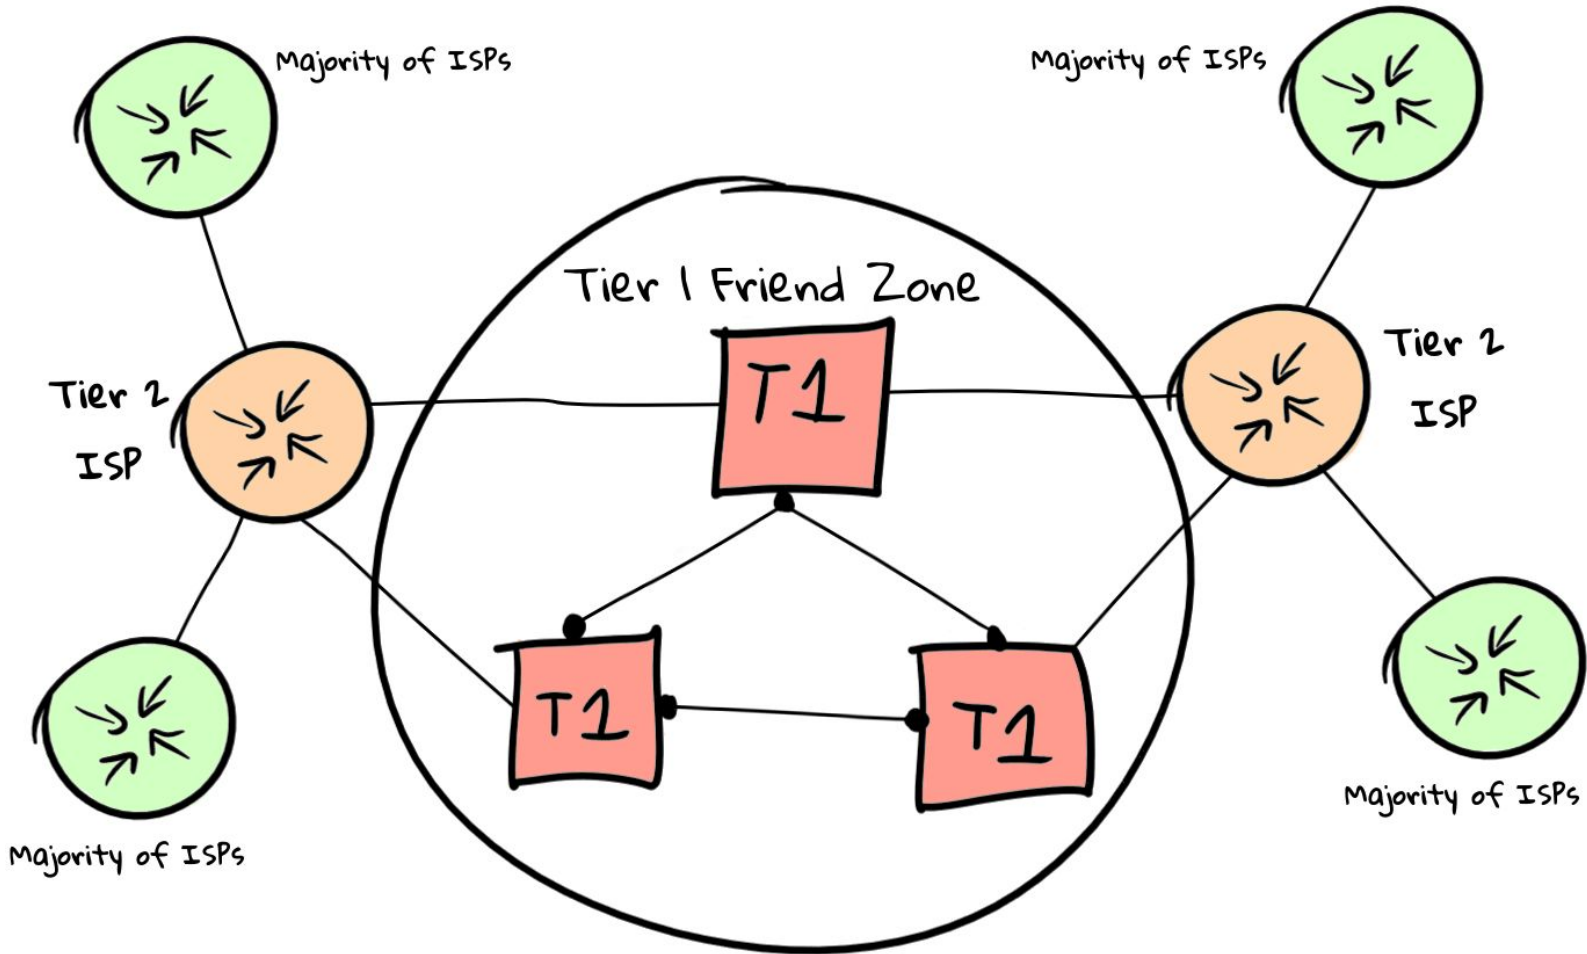 Majority of ISPs
Majority of ISPs
Tier 1 Friend Zone
T1
Tier 2
ISP
Tier 2
ISP
T1
T1
Majority of ISPs
Majority of ISPs